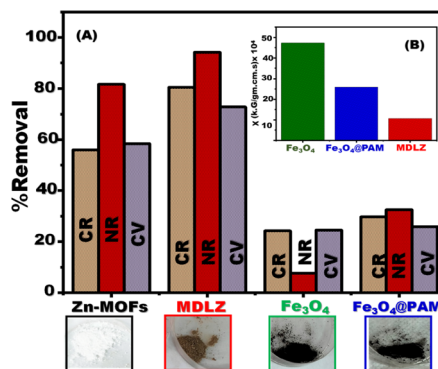 (A)
(B)
100
80
60
40
20
0
%Removal
CR
NR
CV
CR
NR
CV
CR
NR
CV
CR
NR
CV
Zn-MOFs
MDLZ
Fe₃O₄
Fe₃O₄@PAM
χ (k.G/gm.cm.s)x 10⁴
50
40
30
20
10
Fe₃O₄
Fe₃O₄@PAM
MDLZ